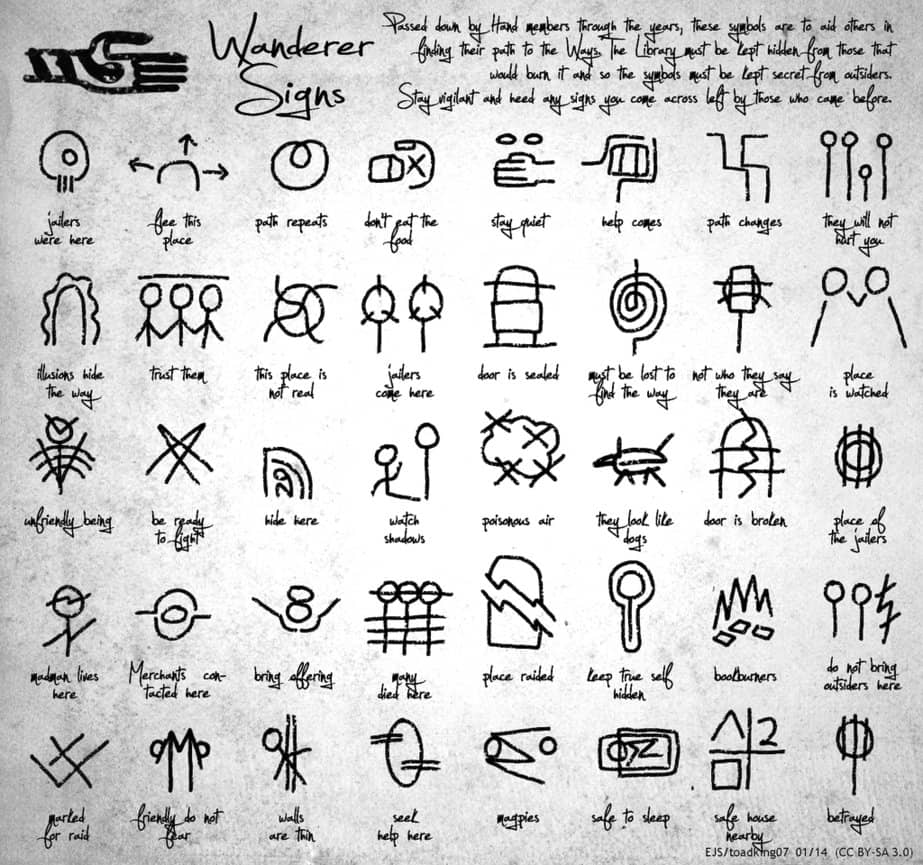 Wanderer
Signs
Passed down by Hand members through the years, these symbols are to aid others in
finding their path to the Ways. The Library must be kept hidden from those that
would burn it and so the symbols must be kept secret from outsiders.
Stay vigilant and heed any signs you come across left by those who came before.
jailers
were here
flee this
place
path repeats
don't eat the
food
stay quiet
help comes
path changes
they will not
hurt you
illusions hide
the way
trust them
this place is
not real
jailers
come here
door is sealed
must be lost to
find the way
not who they say
they are
place
is watched
unfriendly being
be ready
to fight
hide here
watch
shadows
poisonous air
they look like
dogs
door is broken
place of
the jailers
madman lives
here
Merchants con-
tacted here
bring offering
many
died here
place raided
keep true self
hidden
bookburners
do not bring
outsiders here
marked
for raid
friendly do not
fear
walls
are thin
seek
help here
magpies
safe to sleep
safe house
nearby
betrayed
EJS/toadking07 01/14 (CC BY-SA 3.0)